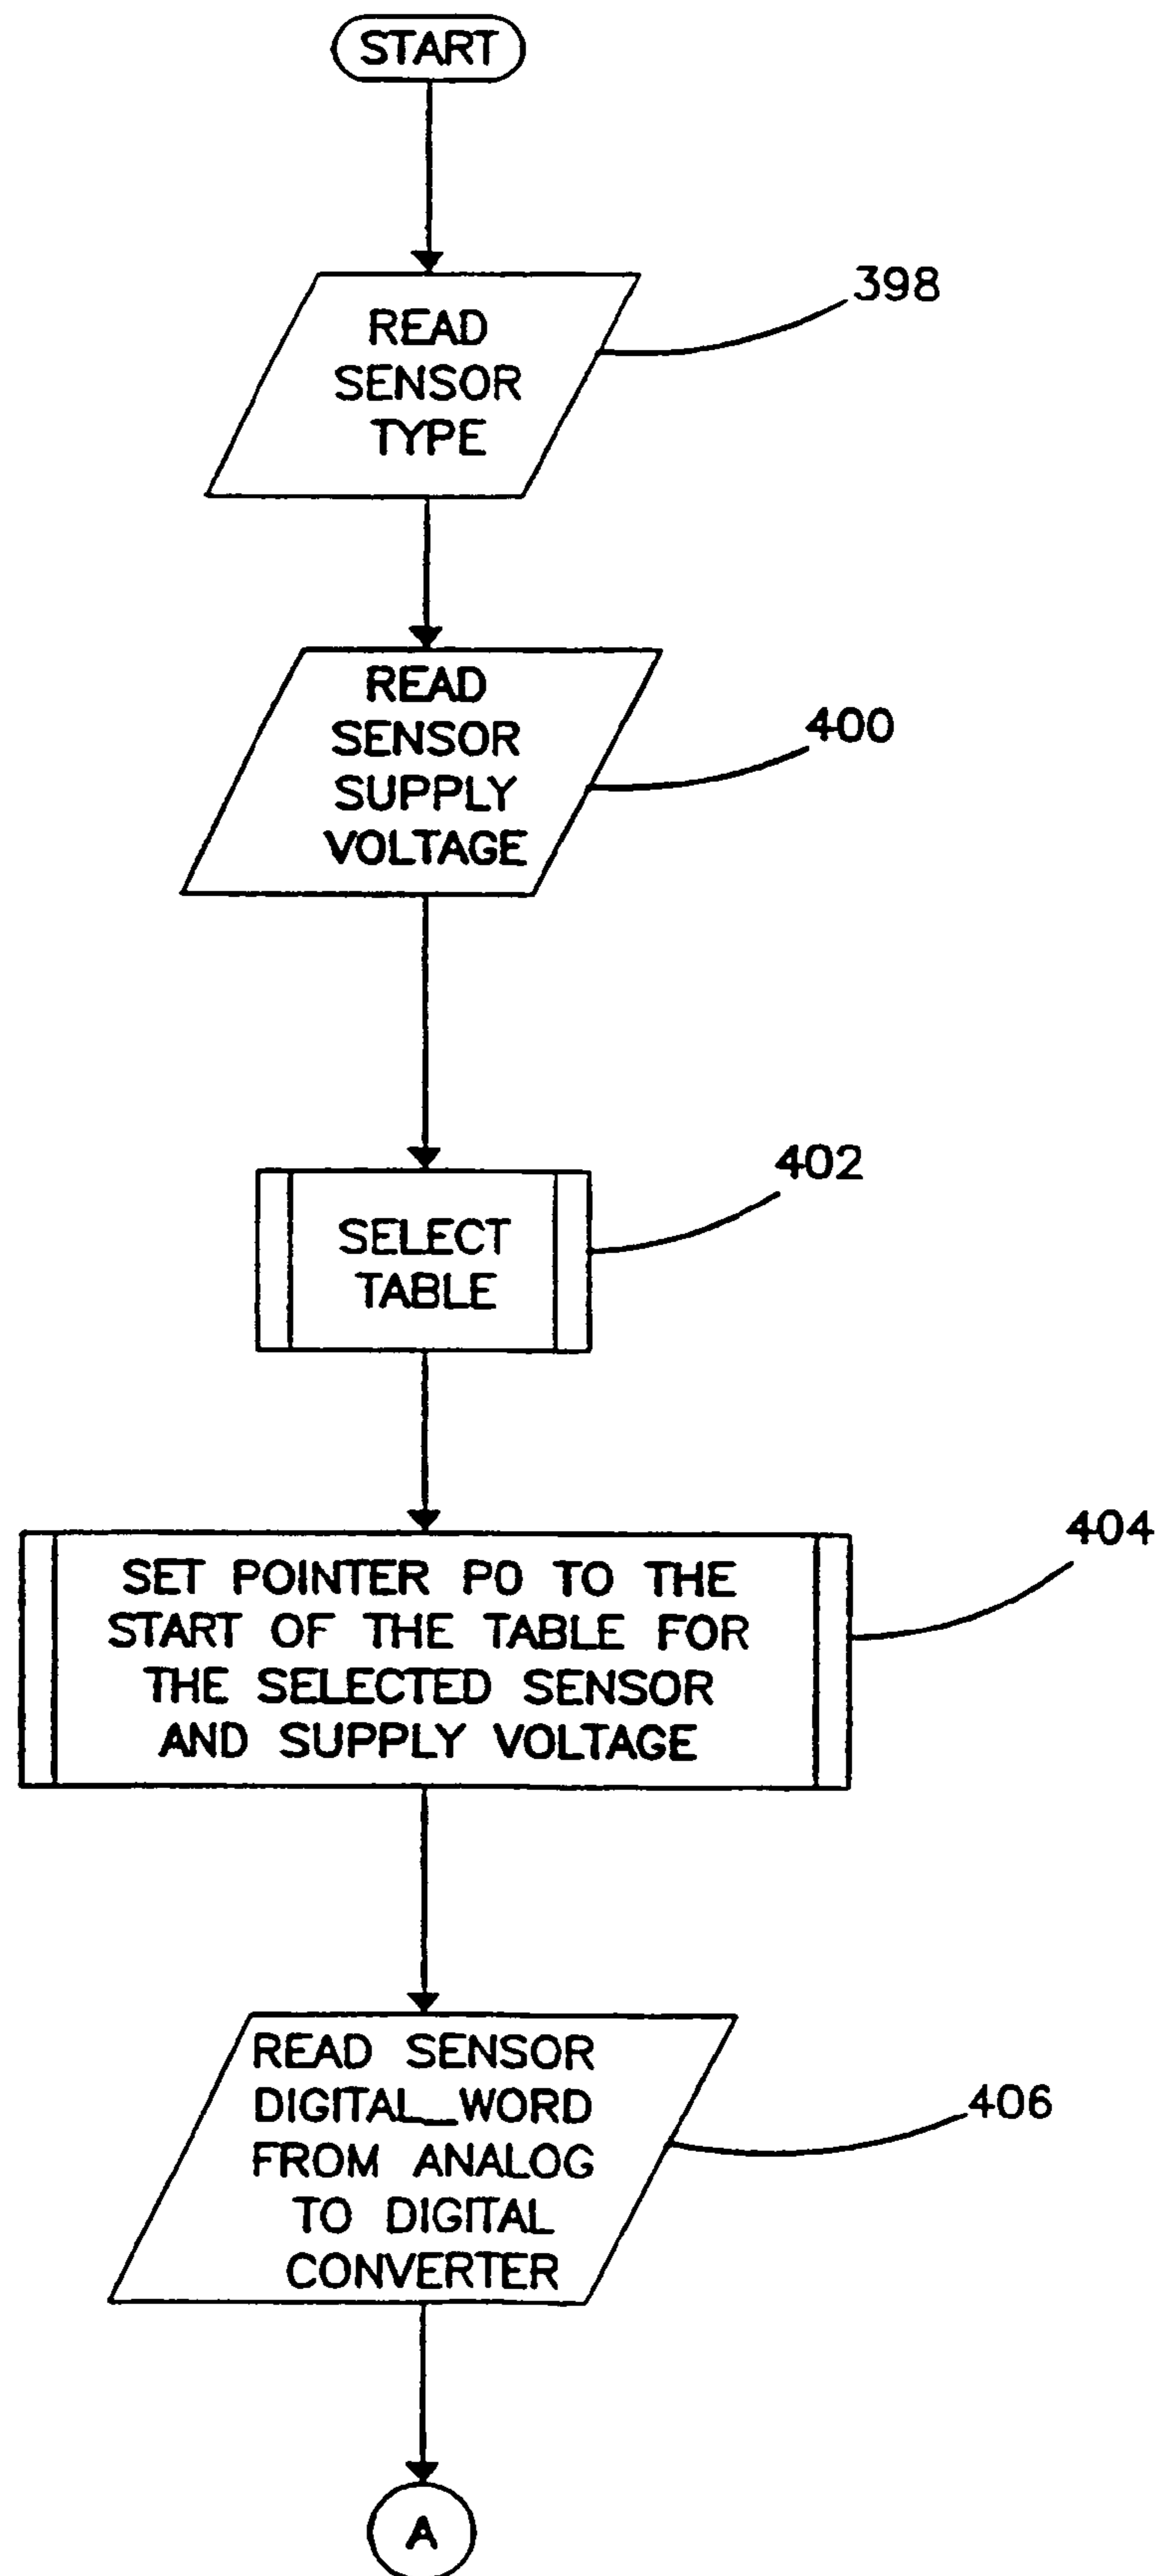 START
398
READ
SENSOR
TYPE
400
READ
SENSOR
SUPPLY
VOLTAGE
402
SELECT
TABLE
404
SET POINTER P0 TO THE
START OF THE TABLE FOR
THE SELECTED SENSOR
AND SUPPLY VOLTAGE
406
READ SENSOR
DIGITAL_WORD
FROM ANALOG
TO DIGITAL
CONVERTER
A